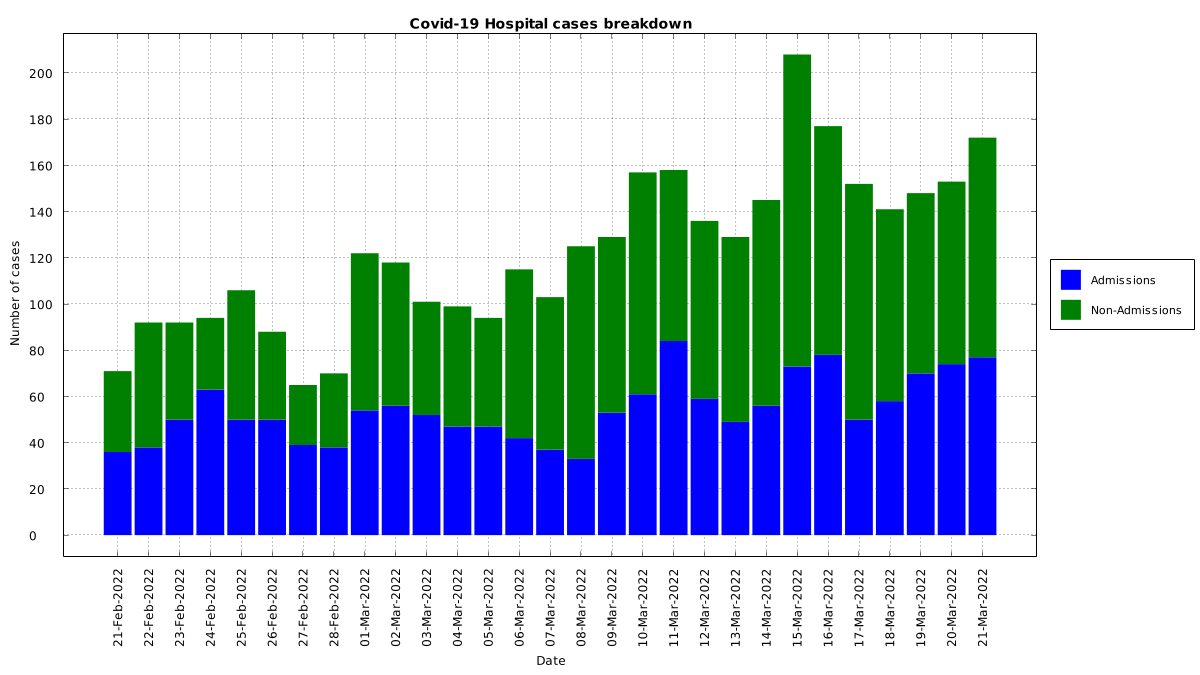 Covid-19 Hospital cases breakdown
200
180
160
140
120
100
80
60
40
20
0
Number of cases
21-Feb-2022
22-Feb-2022
23-Feb-2022
24-Feb-2022
25-Feb-2022
26-Feb-2022
27-Feb-2022
28-Feb-2022
01-Mar-2022
02-Mar-2022
03-Mar-2022
04-Mar-2022
05-Mar-2022
06-Mar-2022
07-Mar-2022
08-Mar-2022
09-Mar-2022
10-Mar-2022
11-Mar-2022
12-Mar-2022
13-Mar-2022
14-Mar-2022
15-Mar-2022
16-Mar-2022
17-Mar-2022
18-Mar-2022
19-Mar-2022
20-Mar-2022
21-Mar-2022
Date
Admissions
Non-Admissions